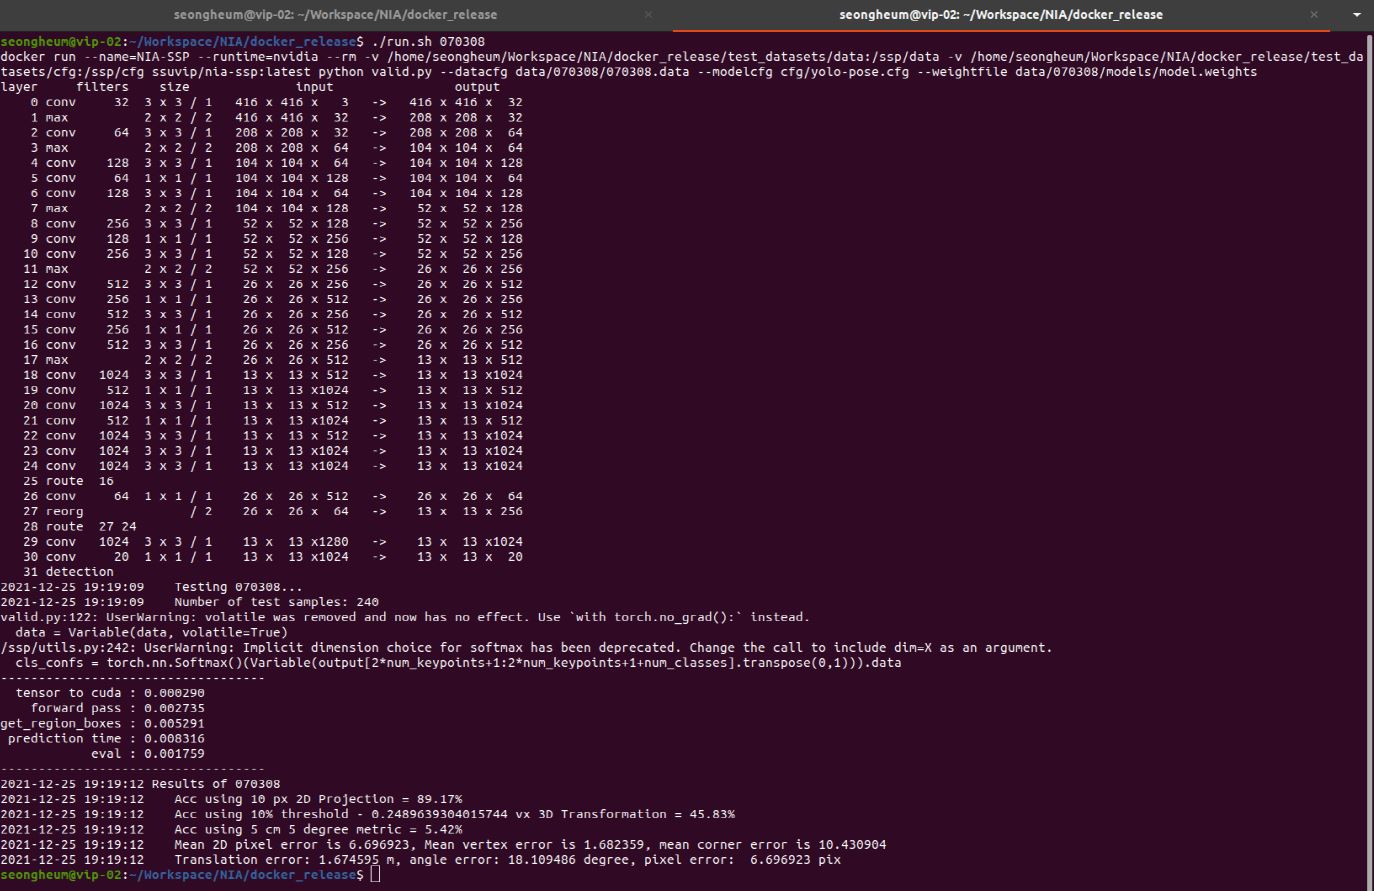 seongheum@vip-02: ~/Workspace/NIA/docker_release × seongheum@vip-02: ~/Workspace/NIA/docker_release ×
seongheum@vip-02:~/Workspace/NIA/docker_release$ ./run.sh 070308
docker run --name=NIA-SSP --runtime=nvidia --rm -v /home/seongheum/Workspace/NIA/docker_release/test_datasets/data:/ssp/data -v /home/seongheum/Workspace/NIA/docker_release/test_da
tasets/cfg:/ssp/cfg ssuvip/nia-ssp:latest python valid.py --datacfg data/070308/070308.data --modelcfg cfg/yolo-pose.cfg --weightfile data/070308/models/model.weights
layer     filters    size              input                output
    0 conv     32  3 x 3 / 1   416 x 416 x   3   ->   416 x 416 x  32
    1 max          2 x 2 / 2   416 x 416 x  32   ->   208 x 208 x  32
    2 conv     64  3 x 3 / 1   208 x 208 x  32   ->   208 x 208 x  64
    3 max          2 x 2 / 2   208 x 208 x  64   ->   104 x 104 x  64
    4 conv    128  3 x 3 / 1   104 x 104 x  64   ->   104 x 104 x 128
    5 conv     64  1 x 1 / 1   104 x 104 x 128   ->   104 x 104 x  64
    6 conv    128  3 x 3 / 1   104 x 104 x  64   ->   104 x 104 x 128
    7 max          2 x 2 / 2   104 x 104 x 128   ->    52 x  52 x 128
    8 conv    256  3 x 3 / 1    52 x  52 x 128   ->    52 x  52 x 256
    9 conv    128  1 x 1 / 1    52 x  52 x 256   ->    52 x  52 x 128
   10 conv    256  3 x 3 / 1    52 x  52 x 128   ->    52 x  52 x 256
   11 max          2 x 2 / 2    52 x  52 x 256   ->    26 x  26 x 256
   12 conv    512  3 x 3 / 1    26 x  26 x 256   ->    26 x  26 x 512
   13 conv    256  1 x 1 / 1    26 x  26 x 512   ->    26 x  26 x 256
   14 conv    512  3 x 3 / 1    26 x  26 x 256   ->    26 x  26 x 512
   15 conv    256  1 x 1 / 1    26 x  26 x 512   ->    26 x  26 x 256
   16 conv    512  3 x 3 / 1    26 x  26 x 256   ->    26 x  26 x 512
   17 max          2 x 2 / 2    26 x  26 x 512   ->    13 x  13 x 512
   18 conv   1024  3 x 3 / 1    13 x  13 x 512   ->    13 x  13 x1024
   19 conv    512  1 x 1 / 1    13 x  13 x1024   ->    13 x  13 x 512
   20 conv   1024  3 x 3 / 1    13 x  13 x 512   ->    13 x  13 x1024
   21 conv    512  1 x 1 / 1    13 x  13 x1024   ->    13 x  13 x 512
   22 conv   1024  3 x 3 / 1    13 x  13 x 512   ->    13 x  13 x1024
   23 conv   1024  3 x 3 / 1    13 x  13 x1024   ->    13 x  13 x1024
   24 conv   1024  3 x 3 / 1    13 x  13 x1024   ->    13 x  13 x1024
   25 route  16
   26 conv     64  1 x 1 / 1    26 x  26 x 512   ->    26 x  26 x  64
   27 reorg              / 2    26 x  26 x  64   ->    13 x  13 x 256
   28 route  27 24
   29 conv   1024  3 x 3 / 1    13 x  13 x1280   ->    13 x  13 x1024
   30 conv     20  1 x 1 / 1    13 x  13 x1024   ->    13 x  13 x  20
   31 detection
2021-12-25 19:19:09    Testing 070308...
2021-12-25 19:19:09    Number of test samples: 240
valid.py:122: UserWarning: volatile was removed and now has no effect. Use `with torch.no_grad():` instead.
  data = Variable(data, volatile=True)
/ssp/utils.py:242: UserWarning: Implicit dimension choice for softmax has been deprecated. Change the call to include dim=X as an argument.
  cls_confs = torch.nn.Softmax()(Variable(output[2*num_keypoints+1:2*num_keypoints+1+num_classes].transpose(0,1))).data
-----------------------------------
  tensor to cuda : 0.000290
    forward pass : 0.002735
get_region_boxes : 0.005291
 prediction time : 0.008316
            eval : 0.001759
-----------------------------------
2021-12-25 19:19:12 Results of 070308
2021-12-25 19:19:12    Acc using 10 px 2D Projection = 89.17%
2021-12-25 19:19:12    Acc using 10% threshold - 0.2489639304015744 vx 3D Transformation = 45.83%
2021-12-25 19:19:12    Acc using 5 cm 5 degree metric = 5.42%
2021-12-25 19:19:12    Mean 2D pixel error is 6.696923, Mean vertex error is 1.682359, mean corner error is 10.430904
2021-12-25 19:19:12    Translation error: 1.674595 m, angle error: 18.109486 degree, pixel error:  6.696923 pix
seongheum@vip-02:~/Workspace/NIA/docker_release$